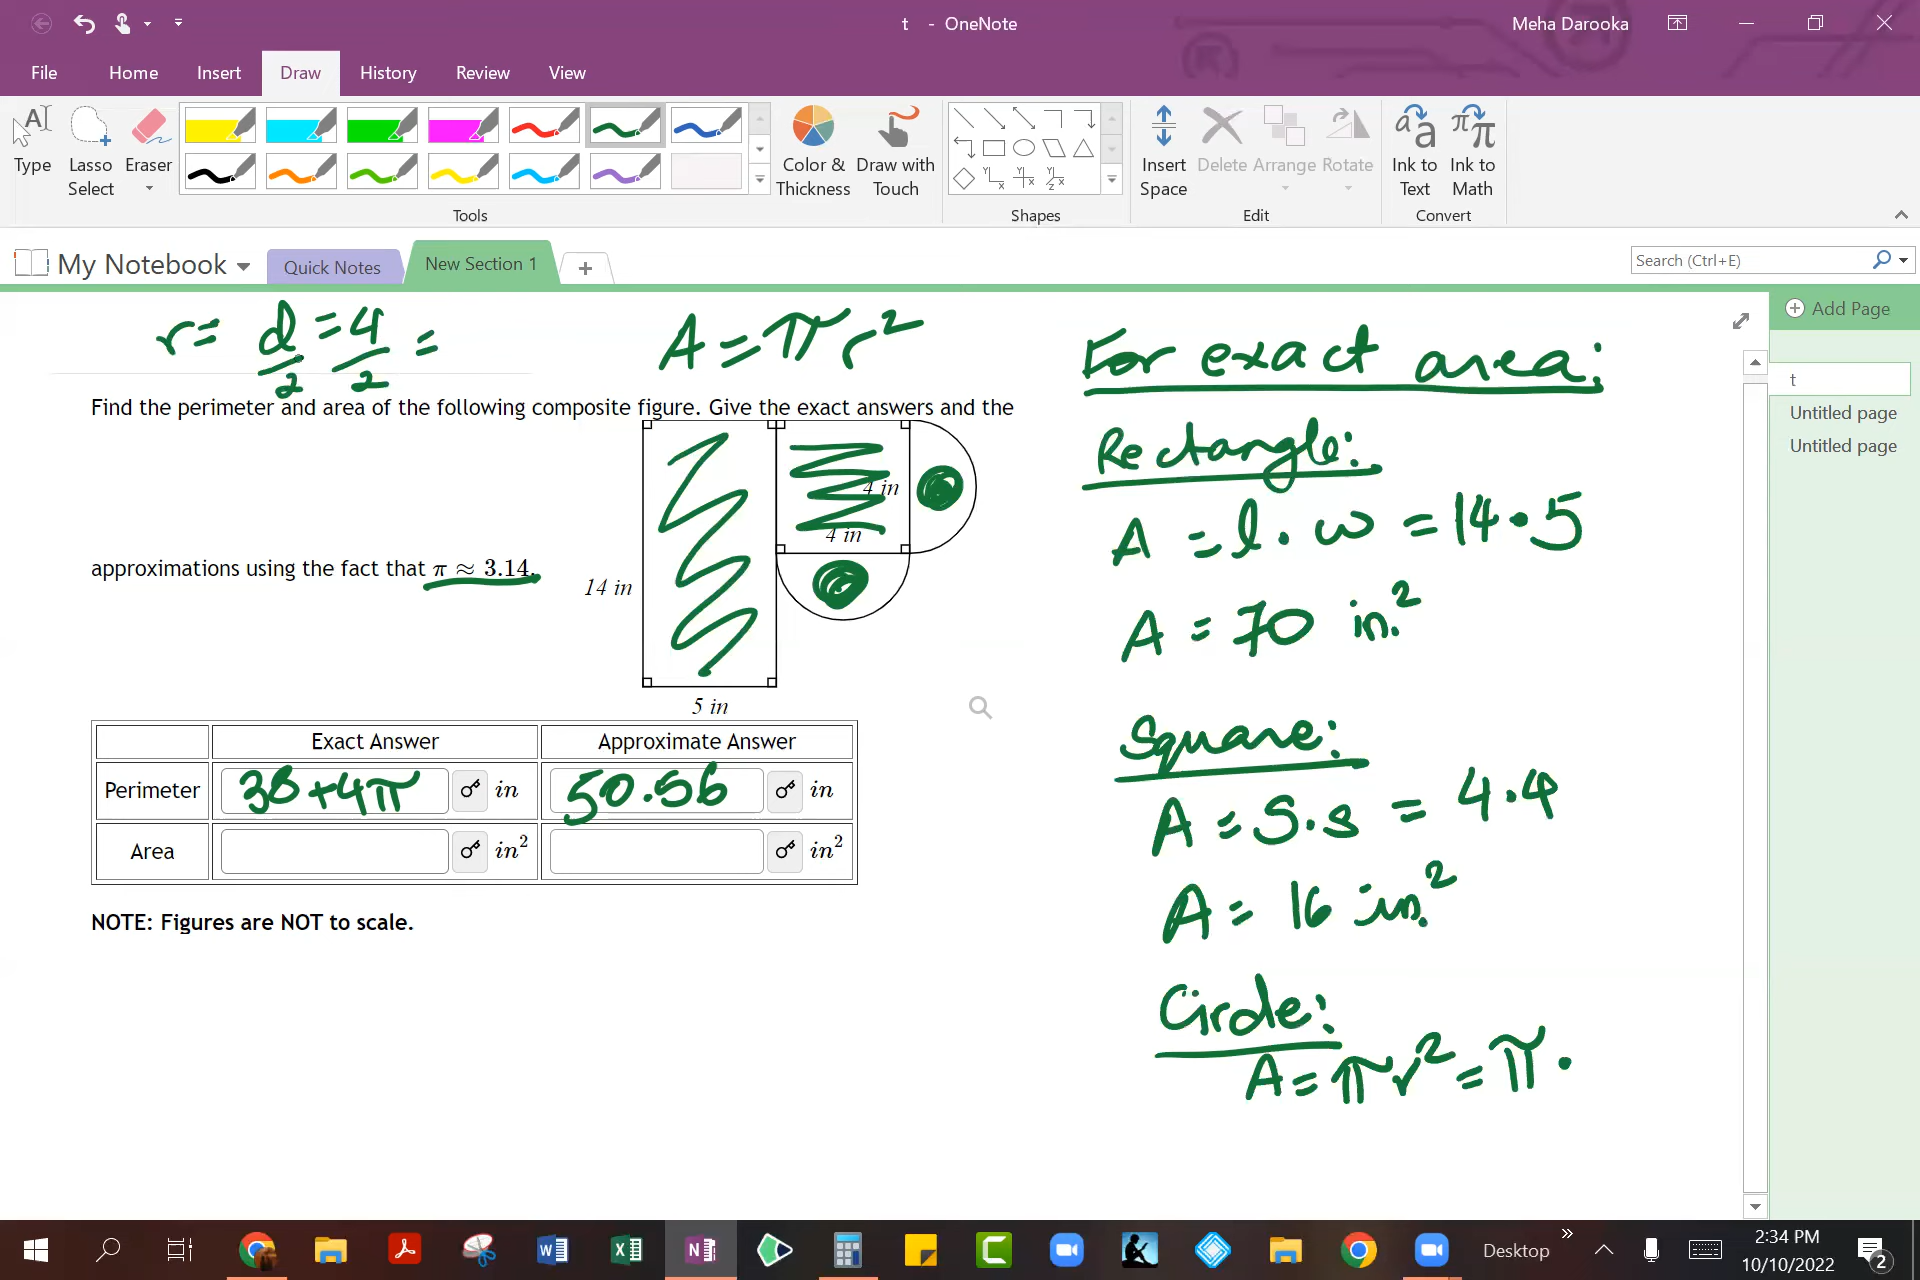 t - OneNote
Meha Darooka
File Home Insert Draw History Review View
Type
Lasso Select
Eraser
Color & Thickness
Draw with Touch
Insert Space
Delete
Arrange
Rotate
Ink to Text
Ink to Math
Tools
Shapes
Edit
Convert
My Notebook
Quick Notes
New Section 1
Search (Ctrl+E)
Add Page
t
Untitled page
Untitled page
r = d/2 = 4/2 =
A = πr²
Find the perimeter and area of the following composite figure. Give the exact answers and the
4 in
4 in
approximations using the fact that π ≈ 3.14.
14 in
5 in
Exact Answer Approximate Answer
Perimeter 38+4π in 50.56 in
Area in² in²
NOTE: Figures are NOT to scale.
For exact area:
Rectangle:
A = l · w = 14 · 5
A = 70 in.²
Square:
A = s·s = 4·4
A = 16 in.²
Circle:
A = πr² = π·
Desktop
2:34 PM
10/10/2022
2